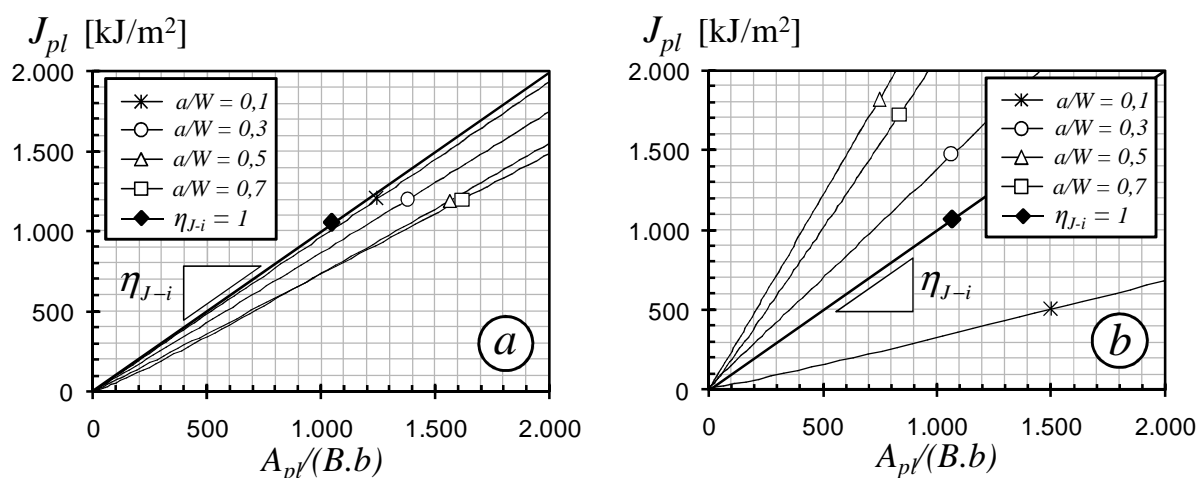 J_pl [kJ/m²]
2.000
1.500
1.000
500
0
a/W = 0,1
a/W = 0,3
a/W = 0,5
a/W = 0,7
η_J-i = 1
η_J–i
a
0 500 1.000 1.500 2.000
A_pl/(B.b)
J_pl [kJ/m²]
2.000
1.500
1.000
500
0
a/W = 0,1
a/W = 0,3
a/W = 0,5
a/W = 0,7
η_J-i = 1
η_J–i
b
0 500 1.000 1.500 2.000
A_pl/(B.b)